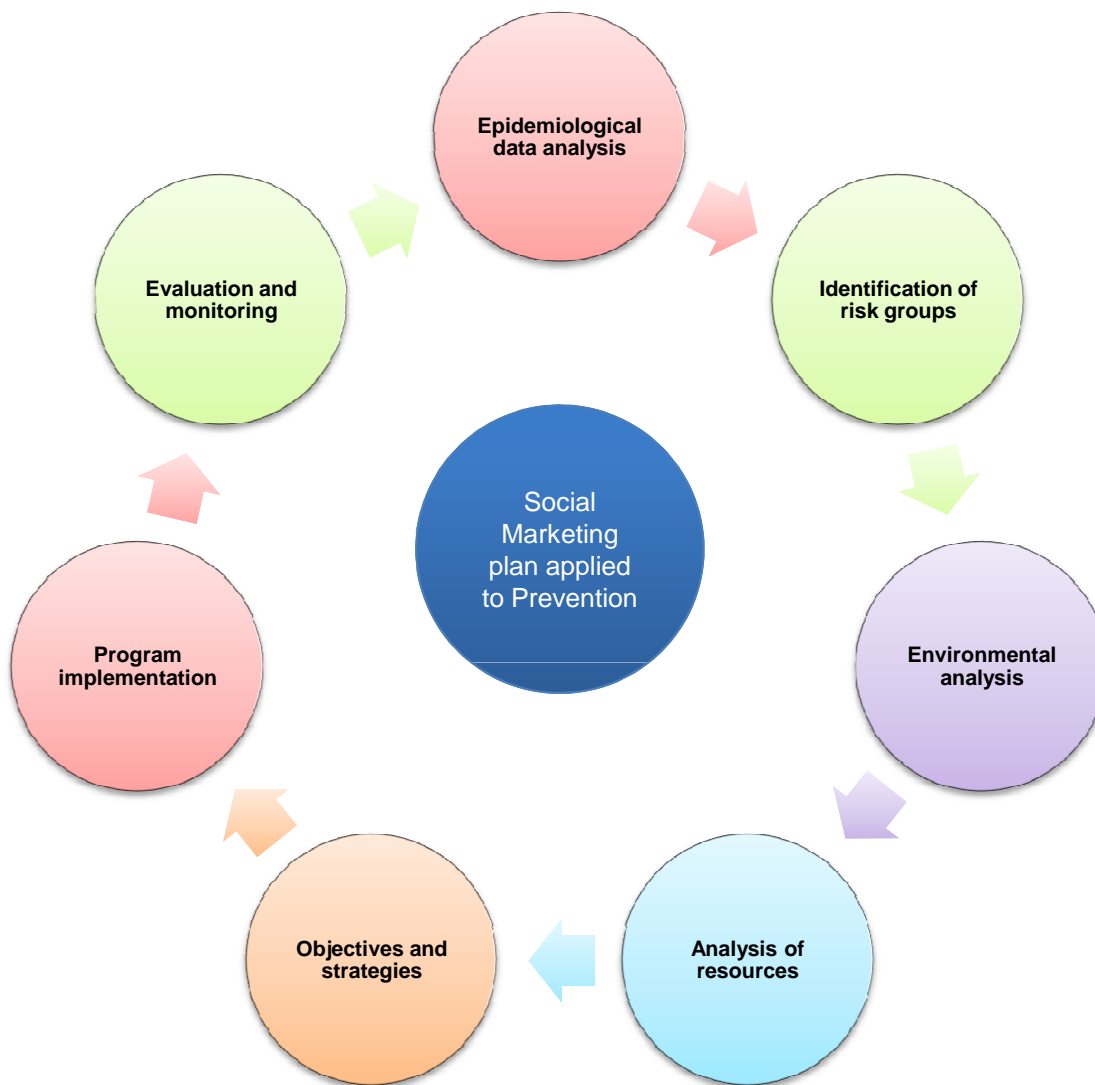 Epidemiological
data analysis
Identification of
risk groups
Environmental
analysis
Analysis of
resources
Objectives and
strategies
Program
implementation
Evaluation and
monitoring
Social
Marketing
plan applied
to Prevention